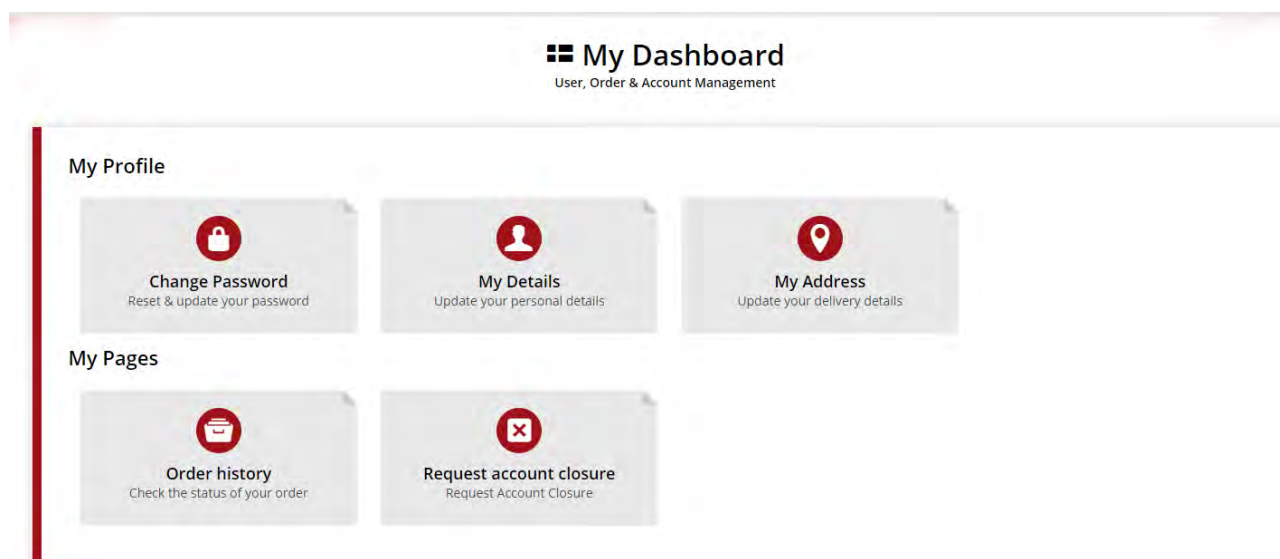 My Dashboard
User, Order & Account Management
My Profile
Change Password
Reset & update your password
My Details
Update your personal details
My Address
Update your delivery details
My Pages
Order history
Check the status of your order
Request account closure
Request Account Closure